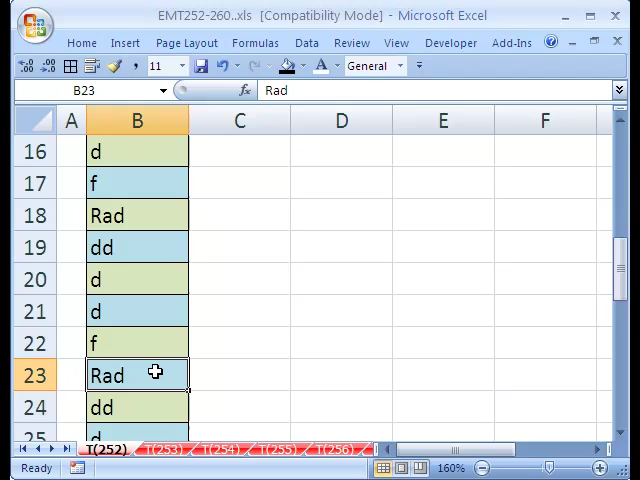 EMT252-260..xls [Compatibility Mode] - Microsoft Excel
Home Insert Page Layout Formulas Data Review View Developer Add-Ins
11 General
B23 fx Rad
A B C D E F
16 d
17 f
18 Rad
19 dd
20 d
21 d
22 f
23 Rad
24 dd
25 d
T(252) T(253) T(254) T(255) T(256)
Ready 160%